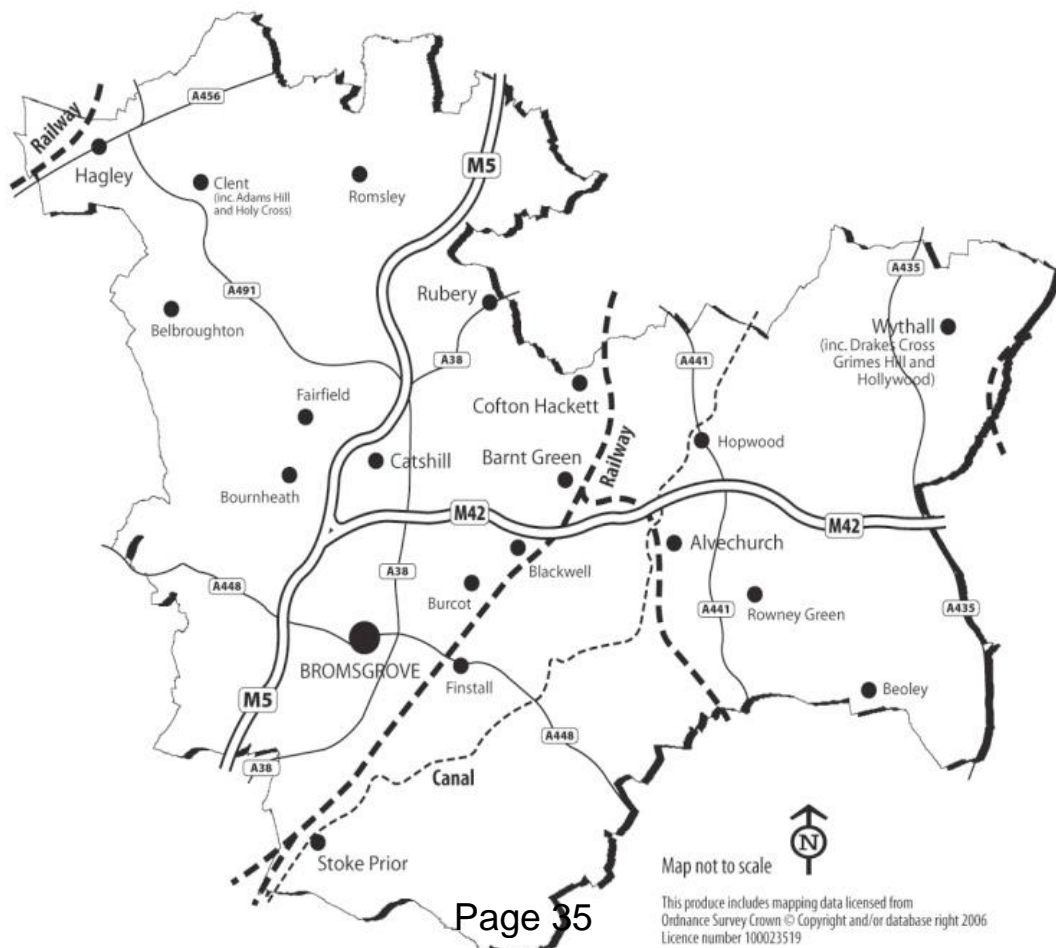 A456
Railway
Hagley
M5
Clent
(inc. Adams Hill
and Holy Cross)
Romsley
A491
Rubery
A435
Belbroughton
Wythall
(inc. Drakes Cross
Grimes Hill and
Hollywood)
A38
A441
Cofton Hackett
Fairfield
Railway
Hopwood
Catshill
Barnt Green
Bournheath
M42
M42
Alvechurch
Blackwell
A38
A448
Burcot
Rowney Green
A441
A435
BROMSGROVE
Finstall
Beoley
M5
A448
A38
Canal
Stoke Prior
N
Map not to scale
This produce includes mapping data licensed from
Ordnance Survey Crown © Copyright and/or database right 2006
Licence number 100023519
Page 35